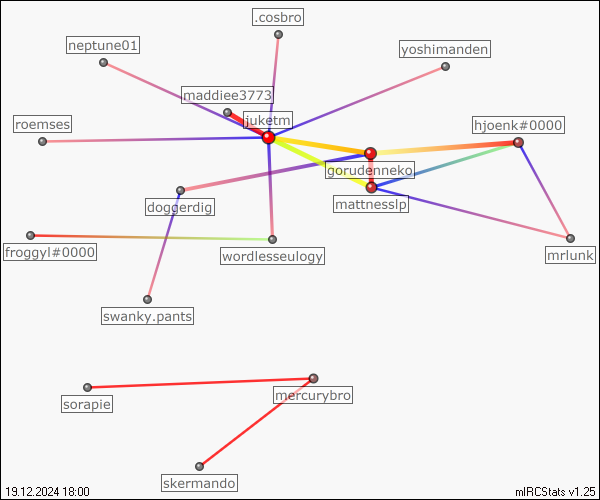 .cosbro
neptune01
yoshimanden
maddiee3773
roemses
juketm
hjoenk#0000
gorudenneko
mattnesslp
doggerdig
froggyl#0000
wordlesseulogy
mrlunk
swanky.pants
mercurybro
sorapie
skermando
19.12.2024 18:00
mIRCStats v1.25